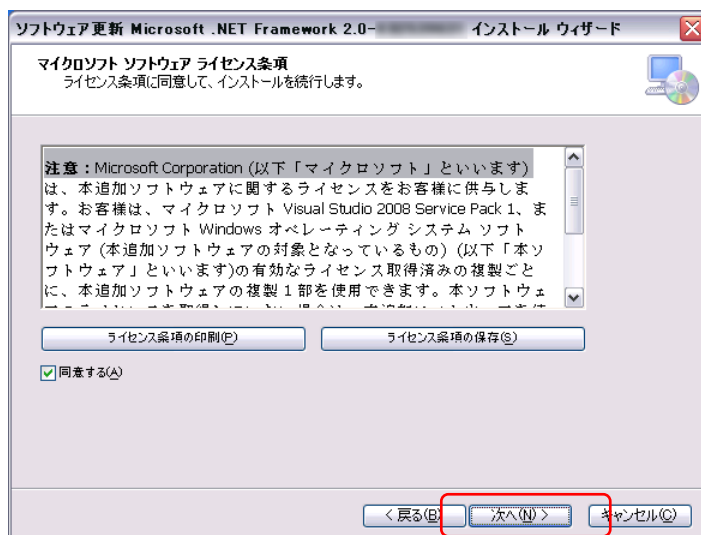 ソフトウェア更新 Microsoft .NET Framework 2.0- インストール ウィザード
マイクロソフト ソフトウェア ライセンス条項
ライセンス条項に同意して、インストールを続行します。
注意：Microsoft Corporation (以下「マイクロソフト」といいます)
は、本追加ソフトウェアに関するライセンスをお客様に供与しま
す。お客様は、マイクロソフト Visual Studio 2008 Service Pack 1、ま
たはマイクロソフト Windows オペレーティング システム ソフト
ウェア (本追加ソフトウェアの対象となっているもの) (以下「本ソ
フトウェア」といいます)の有効なライセンス取得済みの複製ごと
に、本追加ソフトウェアの複製１部を使用できます。本ソフトウェ
ライセンス条項の印刷(P)
ライセンス条項の保存(S)
同意する(A)
< 戻る(B)
次へ(N) >
キャンセル(C)